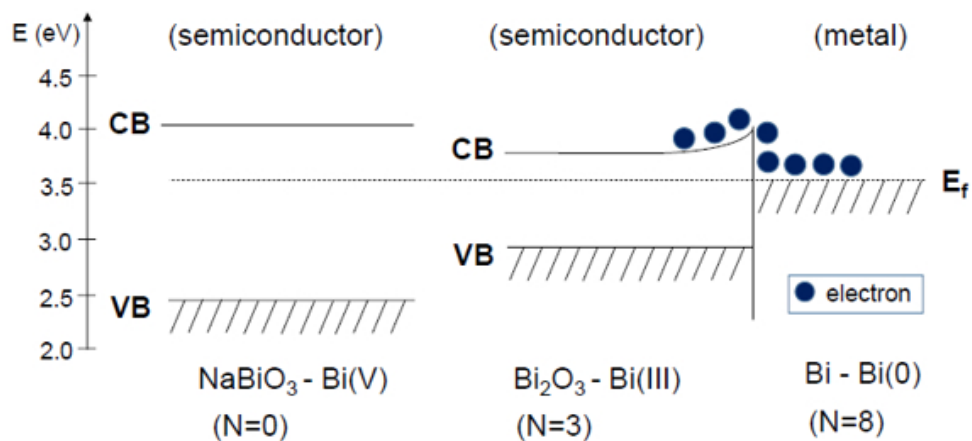 E (eV)
(semiconductor)
(semiconductor)
(metal)
4.5
4.0
3.5
3.0
2.5
2.0
CB
VB
CB
VB
E_f
electron
NaBiO₃ - Bi(V)
(N=0)
Bi₂O₃ - Bi(III)
(N=3)
Bi - Bi(0)
(N=8)